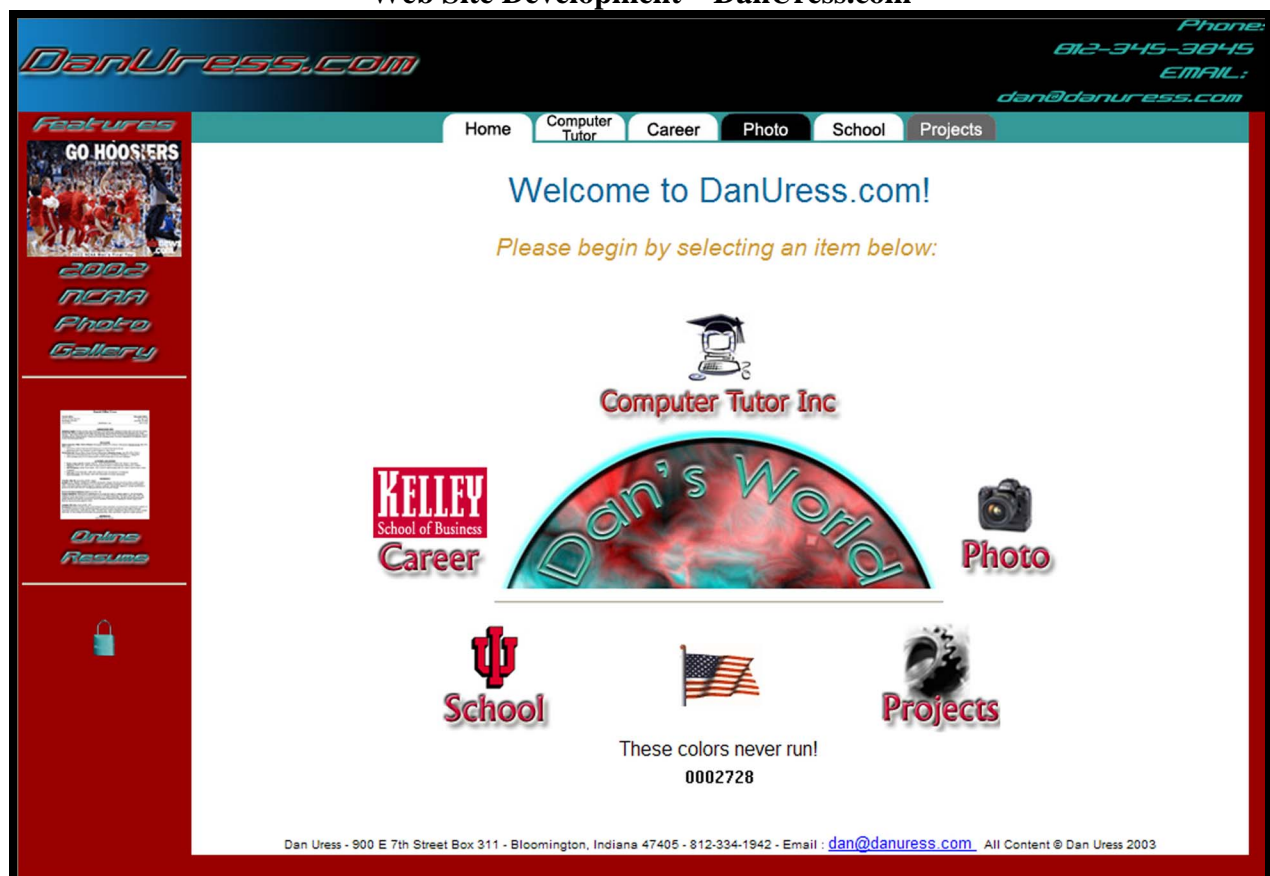 Web Site Development – DanUress.com
DanUress.com
Phone:
812-345-3845
EMAIL:
dan@danuress.com
Features
GO HOOSIERS
2002
NCAA
Photo
Gallery
Online
Resume
Home
Computer
Tutor
Career
Photo
School
Projects
Welcome to DanUress.com!
Please begin by selecting an item below:
Computer Tutor Inc
KELLEY
School of Business
Career
Dan's World
Photo
School
Projects
These colors never run!
0002728
Dan Uress - 900 E 7th Street Box 311 - Bloomington, Indiana 47405 - 812-334-1942 - Email : dan@danuress.com All Content © Dan Uress 2003